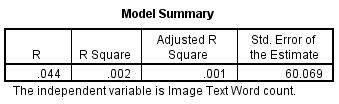 Model Summary
R R Square Adjusted R Square Std. Error of the Estimate
.044 .002 .001 60.069
The independent variable is Image Text Word count.